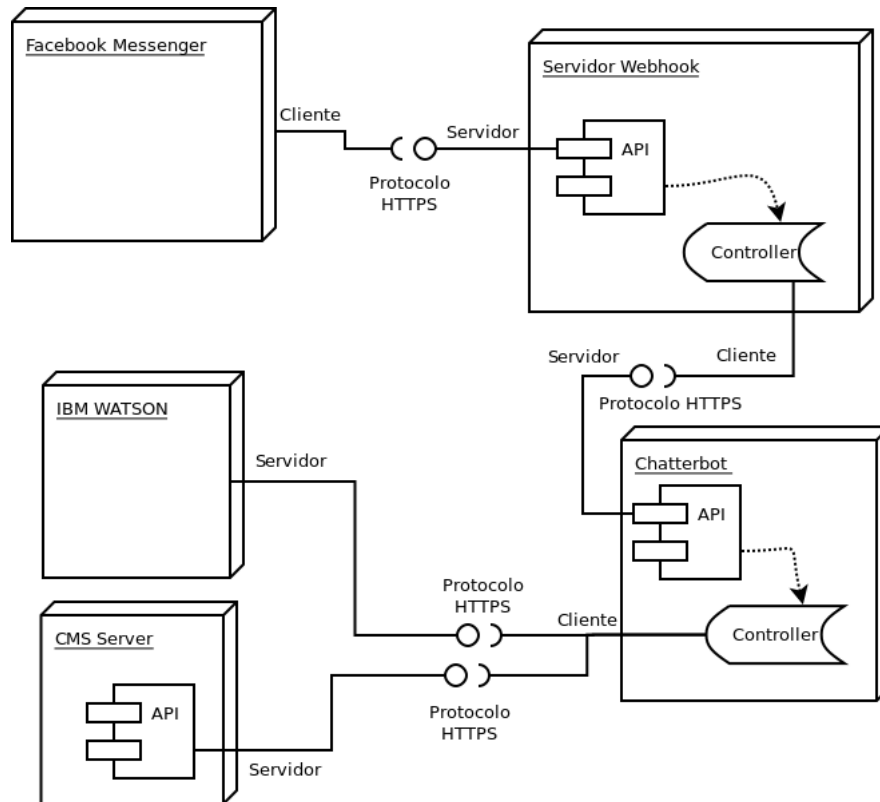 Facebook Messenger
Cliente
Servidor
Protocolo
HTTPS
Servidor Webhook
API
Controller
Servidor
Cliente
Protocolo HTTPS
IBM WATSON
Servidor
Chatterbot
API
Controller
Protocolo
HTTPS
Cliente
CMS Server
API
Servidor
Protocolo
HTTPS